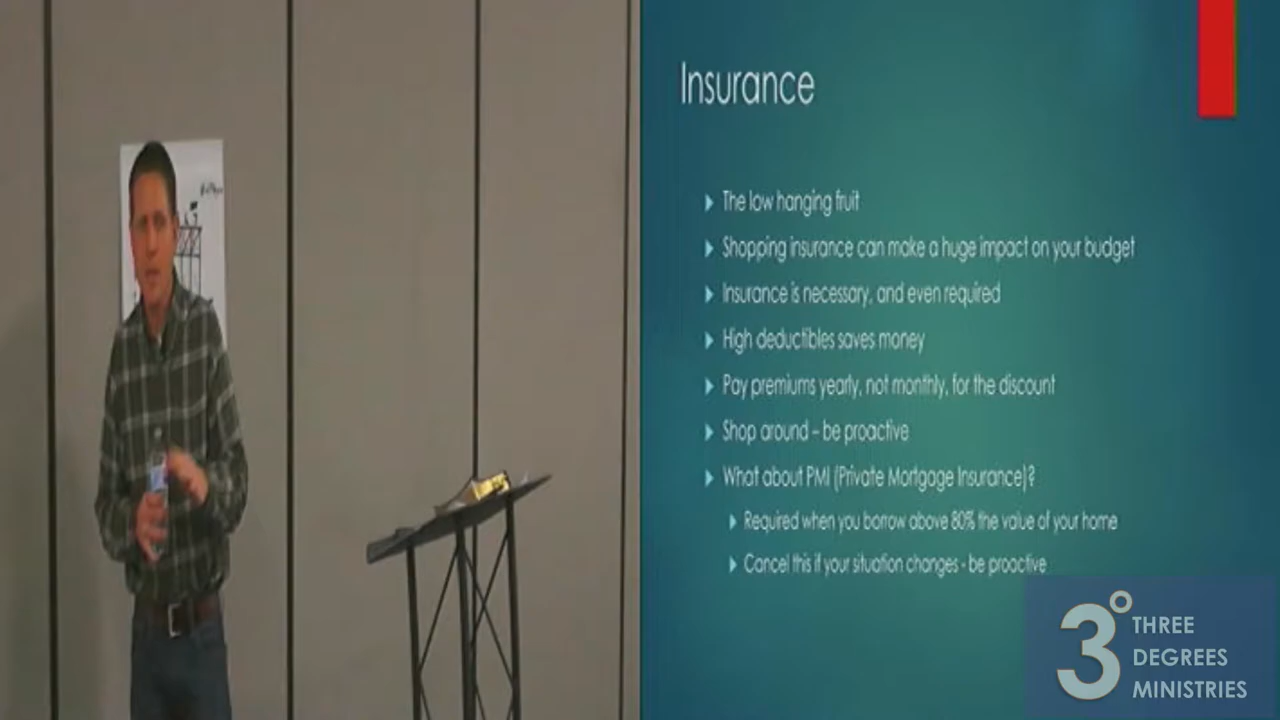 Insurance
The low hanging fruit
Shopping insurance can make a huge impact on your budget
Insurance is necessary, and even required
High deductibles saves money
Pay premiums yearly, not monthly, for the discount
Shop around - be proactive
What about PMI (Private Mortgage Insurance)?
Required when you borrow above 80% the value of your home
Cancel this if your situation changes - be proactive
3° THREE
DEGREES
MINISTRIES